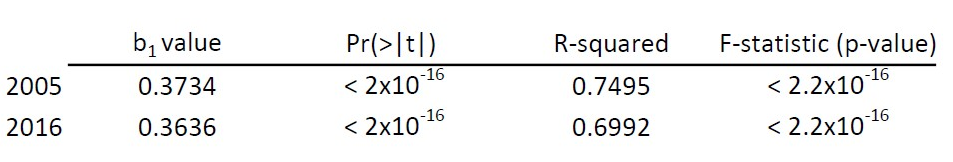 b₁ value Pr(>|t|) R-squared F-statistic (p-value)
2005 0.3734 < 2x10⁻¹⁶ 0.7495 < 2.2x10⁻¹⁶
2016 0.3636 < 2x10⁻¹⁶ 0.6992 < 2.2x10⁻¹⁶